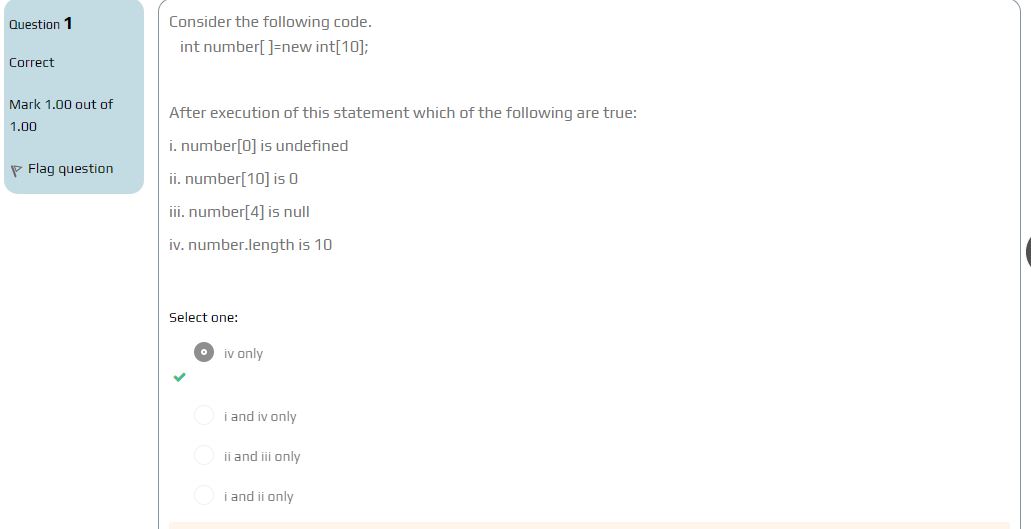 Question 1
Correct
Mark 1.00 out of
1.00
Flag question
Consider the following code.
int number[ ]=new int[10];
After execution of this statement which of the following are true:
i. number[0] is undefined
ii. number[10] is 0
iii. number[4] is null
iv. number.length is 10
Select one:
iv only
i and iv only
ii and iii only
i and ii only